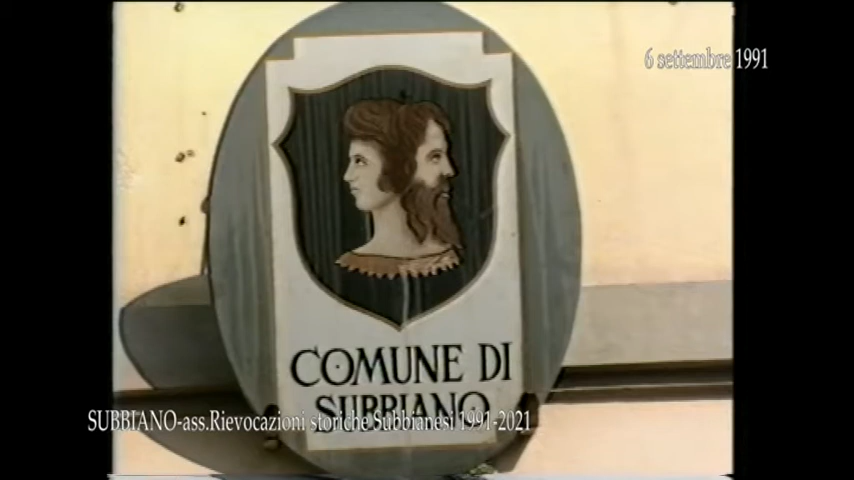 6 settembre 1991
COMUNE DI
SUBBIANO
SUBBIANO-ass.Rievocazioni storiche Subbianesi 1991-2021